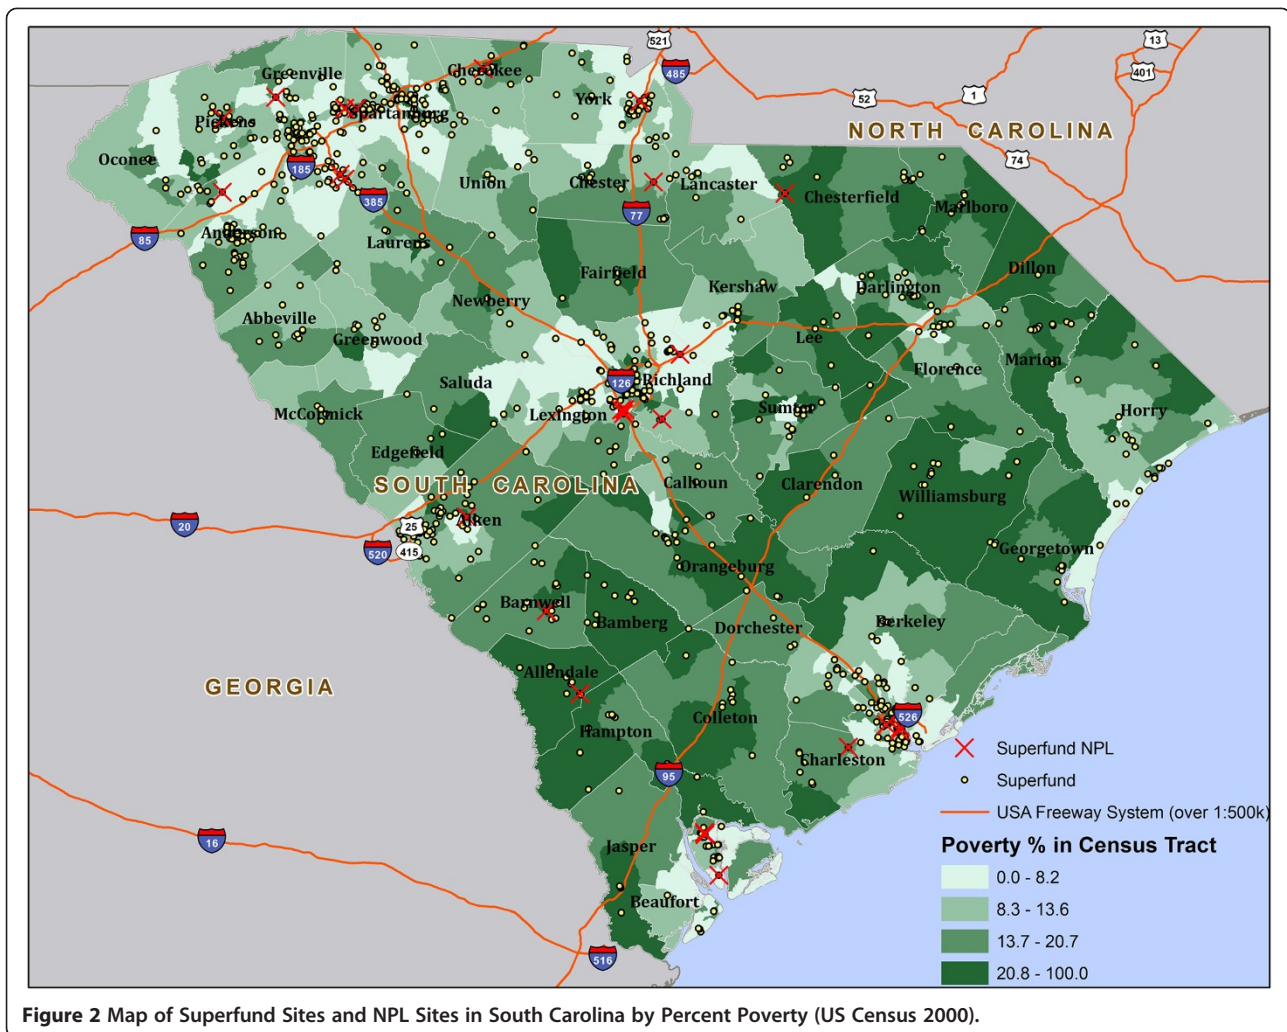 521
13
485
401
52
1
74
NORTH CAROLINA
Greenville
Cherokee
York
Pickens
Spartanburg
Oconee
185
Union
Chester
Lancaster
Chesterfield
Marlboro
385
77
85
Anderson
Laurens
Fairfield
Dillon
Kershaw
Darlington
Newberry
Abbeville
Greenwood
Lee
Marion
Florence
Saluda
126
Richland
McCormick
Lexington
Sumter
Horry
Edgefield
SOUTH CAROLINA
Calhoun
Clarendon
Williamsburg
20
25
Aiken
520
415
Georgetown
Orangeburg
Barnwell
Bamberg
Dorchester
Berkeley
Allendale
GEORGIA
Hampton
Colleton
526
Charleston
95
16
Jasper
Beaufort
516
Superfund NPL
Superfund
USA Freeway System (over 1:500k)
Poverty % in Census Tract
0.0 - 8.2
8.3 - 13.6
13.7 - 20.7
20.8 - 100.0
Figure 2 Map of Superfund Sites and NPL Sites in South Carolina by Percent Poverty (US Census 2000).